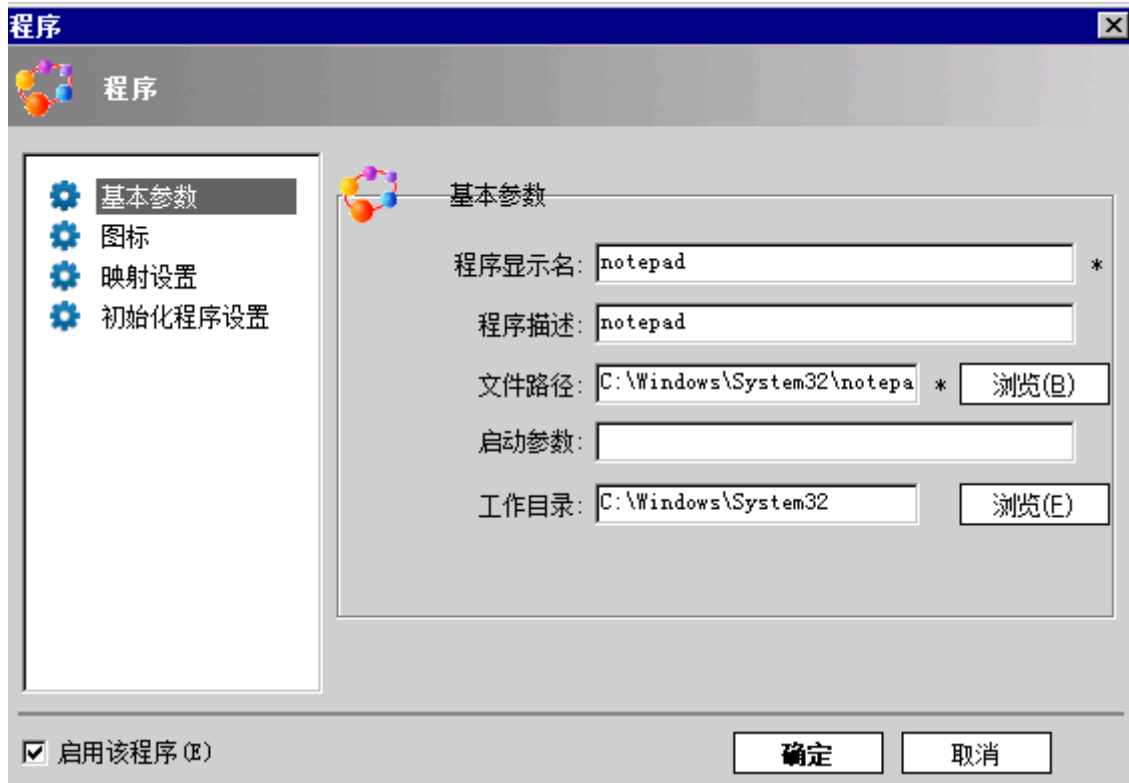 程序
程序
基本参数
图标
映射设置
初始化程序设置
基本参数
程序显示名: notepad *
程序描述: notepad
文件路径: C:\Windows\System32\notepa * 浏览(B)
启动参数:
工作目录: C:\Windows\System32 浏览(F)
启用该程序(E) 确定 取消